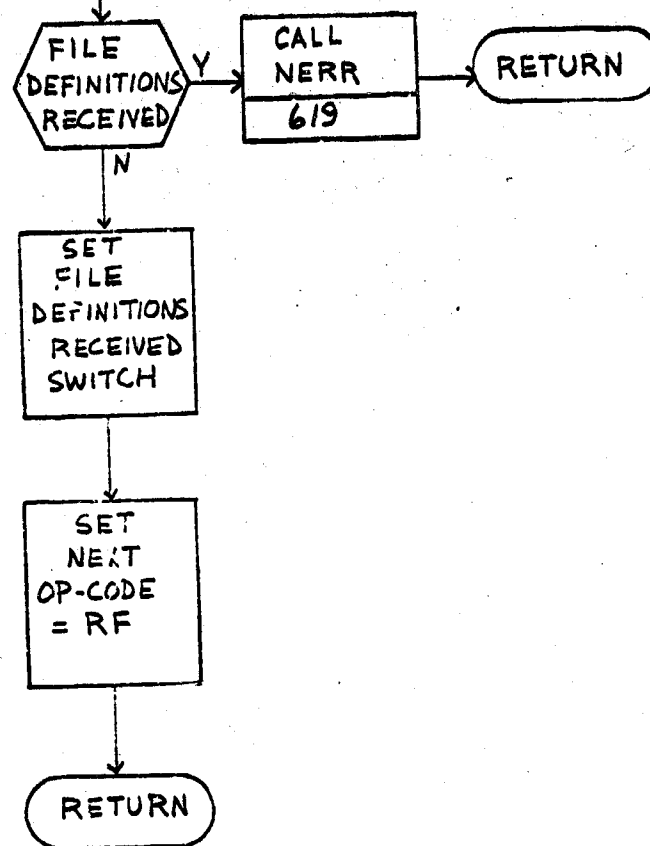 FILE
DEFINITIONS
RECEIVED
Y
CALL
NERR
619
RETURN
N
SET
FILE
DEFINITIONS
RECEIVED
SWITCH
SET
NEXT
OP-CODE
= RF
RETURN